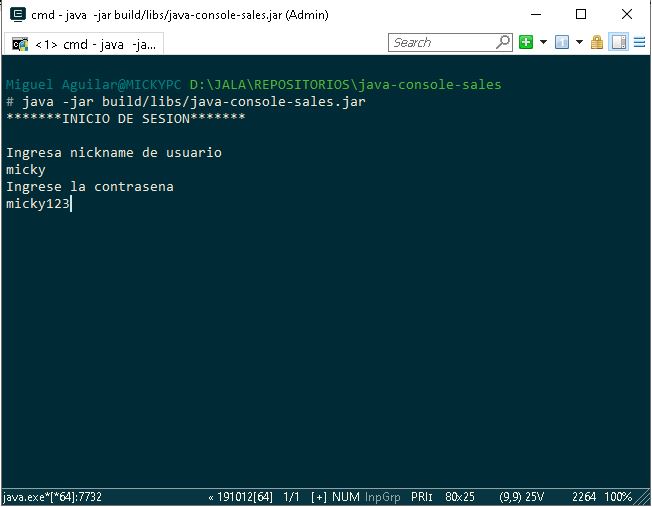 cmd - java -jar build/libs/java-console-sales.jar (Admin)
<1> cmd - java -ja...
Search
Miguel Aguilar@MICKYPC D:\JALA\REPOSITORIOS\java-console-sales
# java -jar build/libs/java-console-sales.jar
*******INICIO DE SESION*******
Ingresa nickname de usuario
micky
Ingrese la contrasena
micky123
java.exe*[*64]:7732 « 191012[64] 1/1 [+] NUM InpGrp PRI↕ 80x25 (9,9) 25V 2264 100%